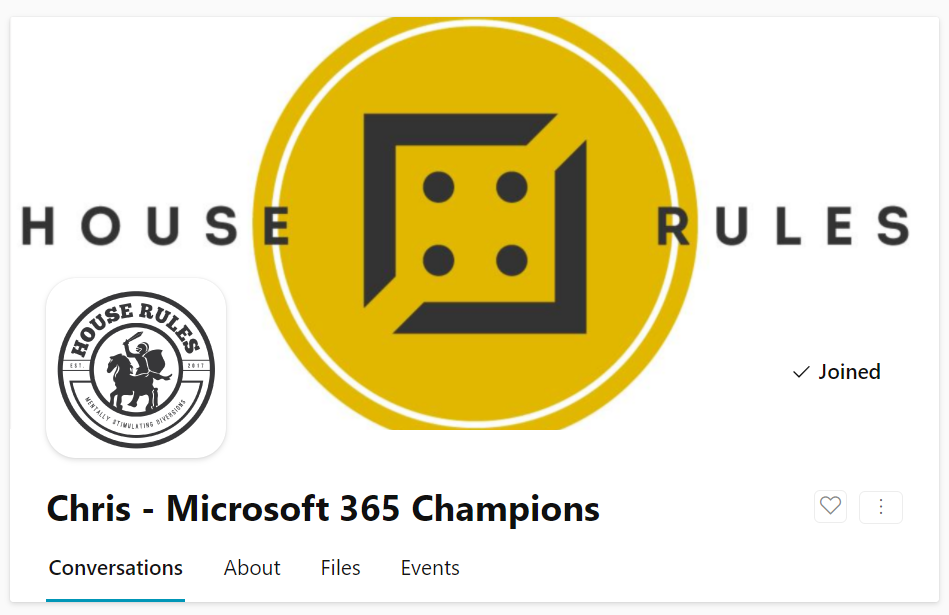 HOUSE RULES
HOUSE RULES
EST. 2017
MENTALLY STIMULATING DIVERSIONS
Joined
Chris - Microsoft 365 Champions
Conversations About Files Events